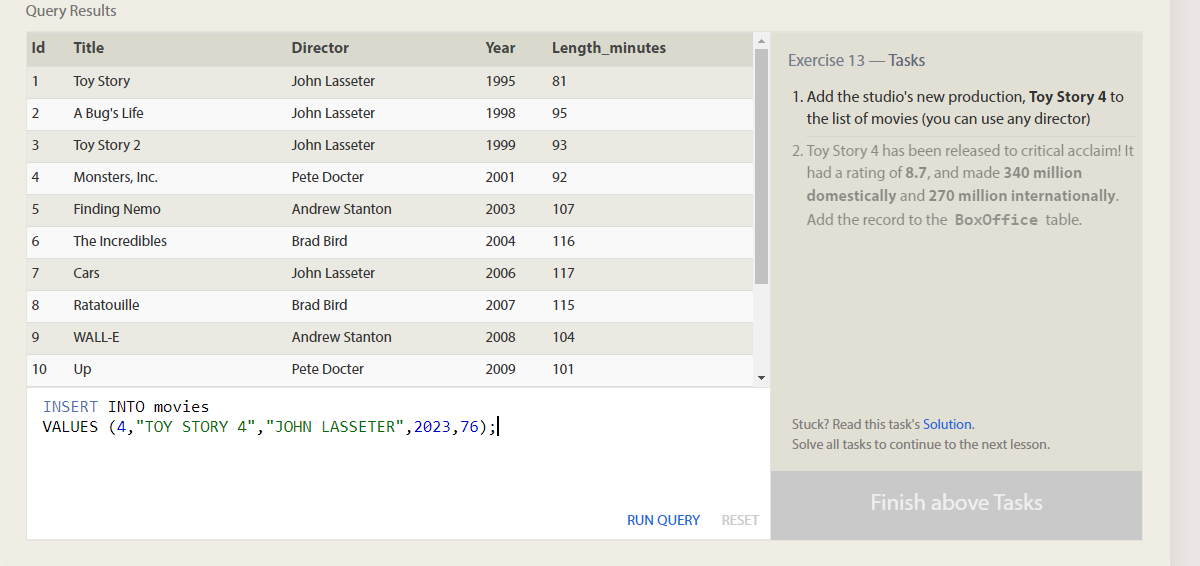 Query Results
Id Title Director Year Length_minutes
1 Toy Story John Lasseter 1995 81
2 A Bug's Life John Lasseter 1998 95
3 Toy Story 2 John Lasseter 1999 93
4 Monsters, Inc. Pete Docter 2001 92
5 Finding Nemo Andrew Stanton 2003 107
6 The Incredibles Brad Bird 2004 116
7 Cars John Lasseter 2006 117
8 Ratatouille Brad Bird 2007 115
9 WALL-E Andrew Stanton 2008 104
10 Up Pete Docter 2009 101
INSERT INTO movies
VALUES (4,"TOY STORY 4","JOHN LASSETER",2023,76);
RUN QUERY RESET
Exercise 13 — Tasks
1. Add the studio's new production, Toy Story 4 to
the list of movies (you can use any director)
2. Toy Story 4 has been released to critical acclaim! It
had a rating of 8.7, and made 340 million
domestically and 270 million internationally.
Add the record to the BoxOffice table.
Stuck? Read this task's Solution.
Solve all tasks to continue to the next lesson.
Finish above Tasks